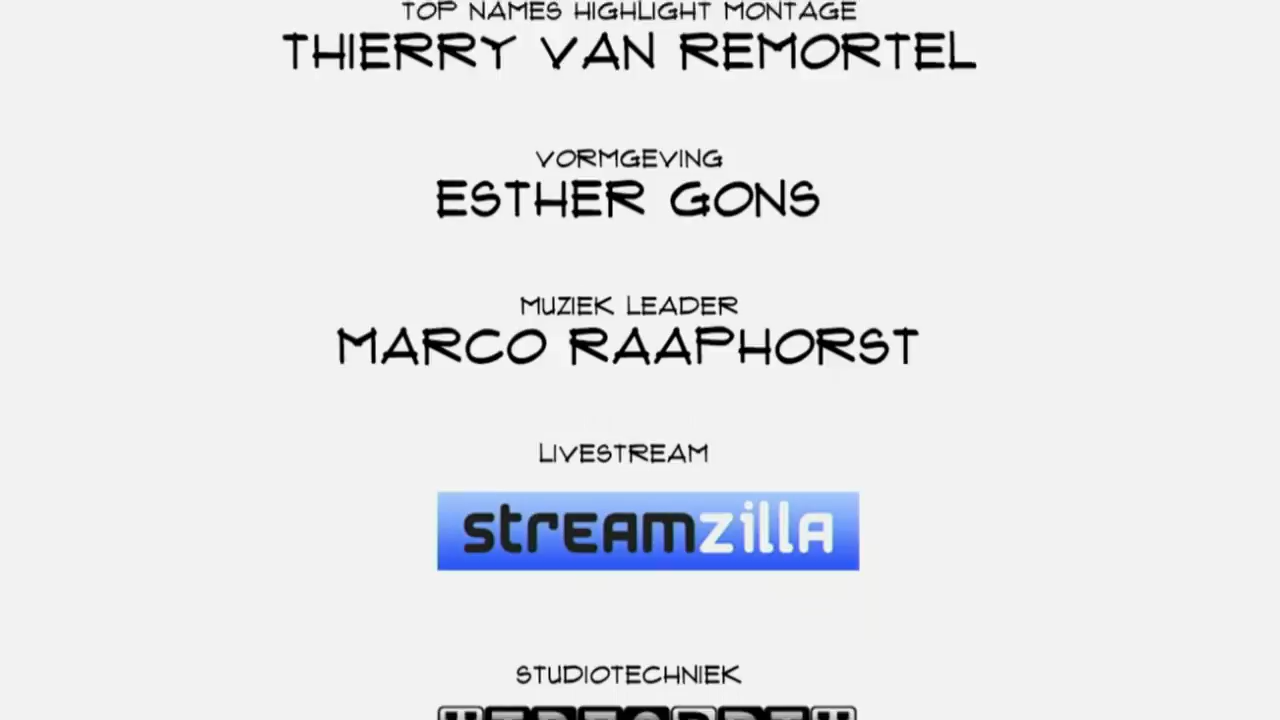 TOP NAMES HIGHLIGHT MONTAGE
THIERRY VAN REMORTEL
VORMGEVING
ESTHER GONS
MUZIEK LEADER
MARCO RAAPHORST
LIVESTREAM
streamzilla
STUDIOTECHNIEK